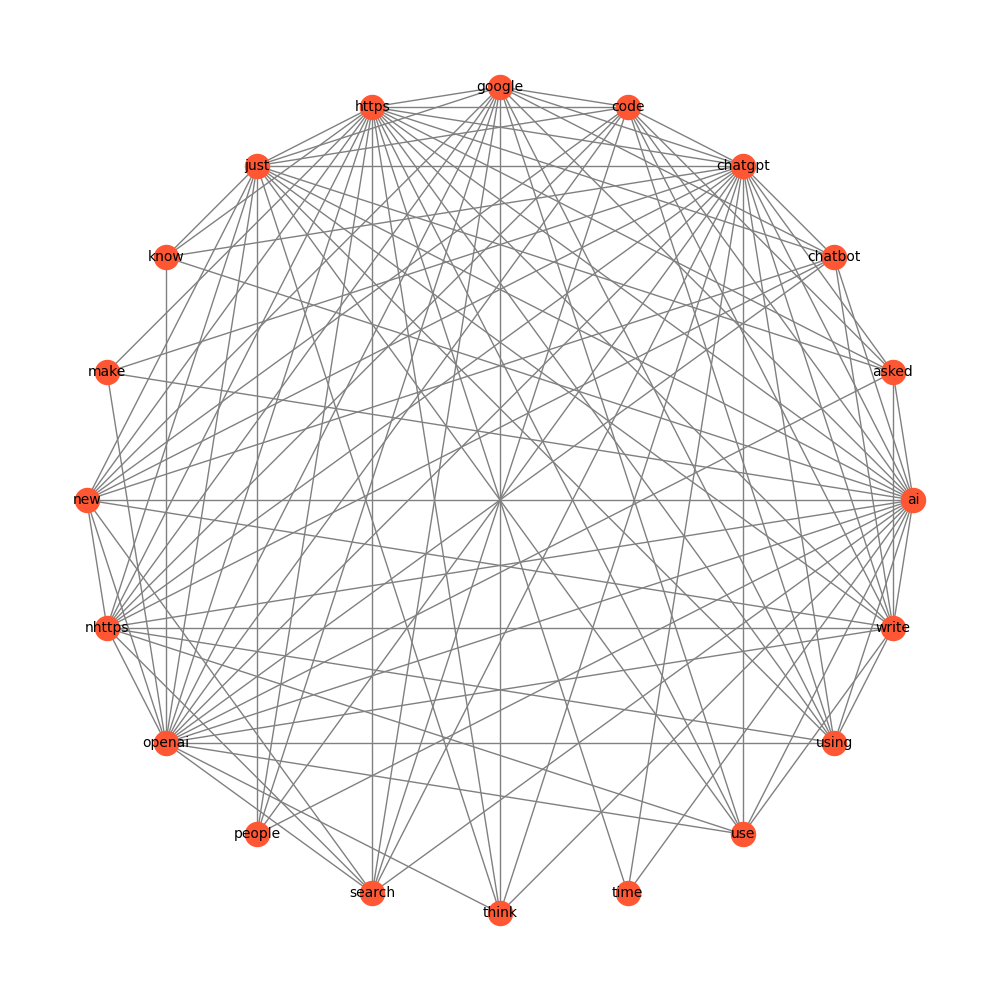 google
https
code
just
chatgpt
know
chatbot
make
asked
new
ai
nhttps
write
openai
using
people
use
search
time
think